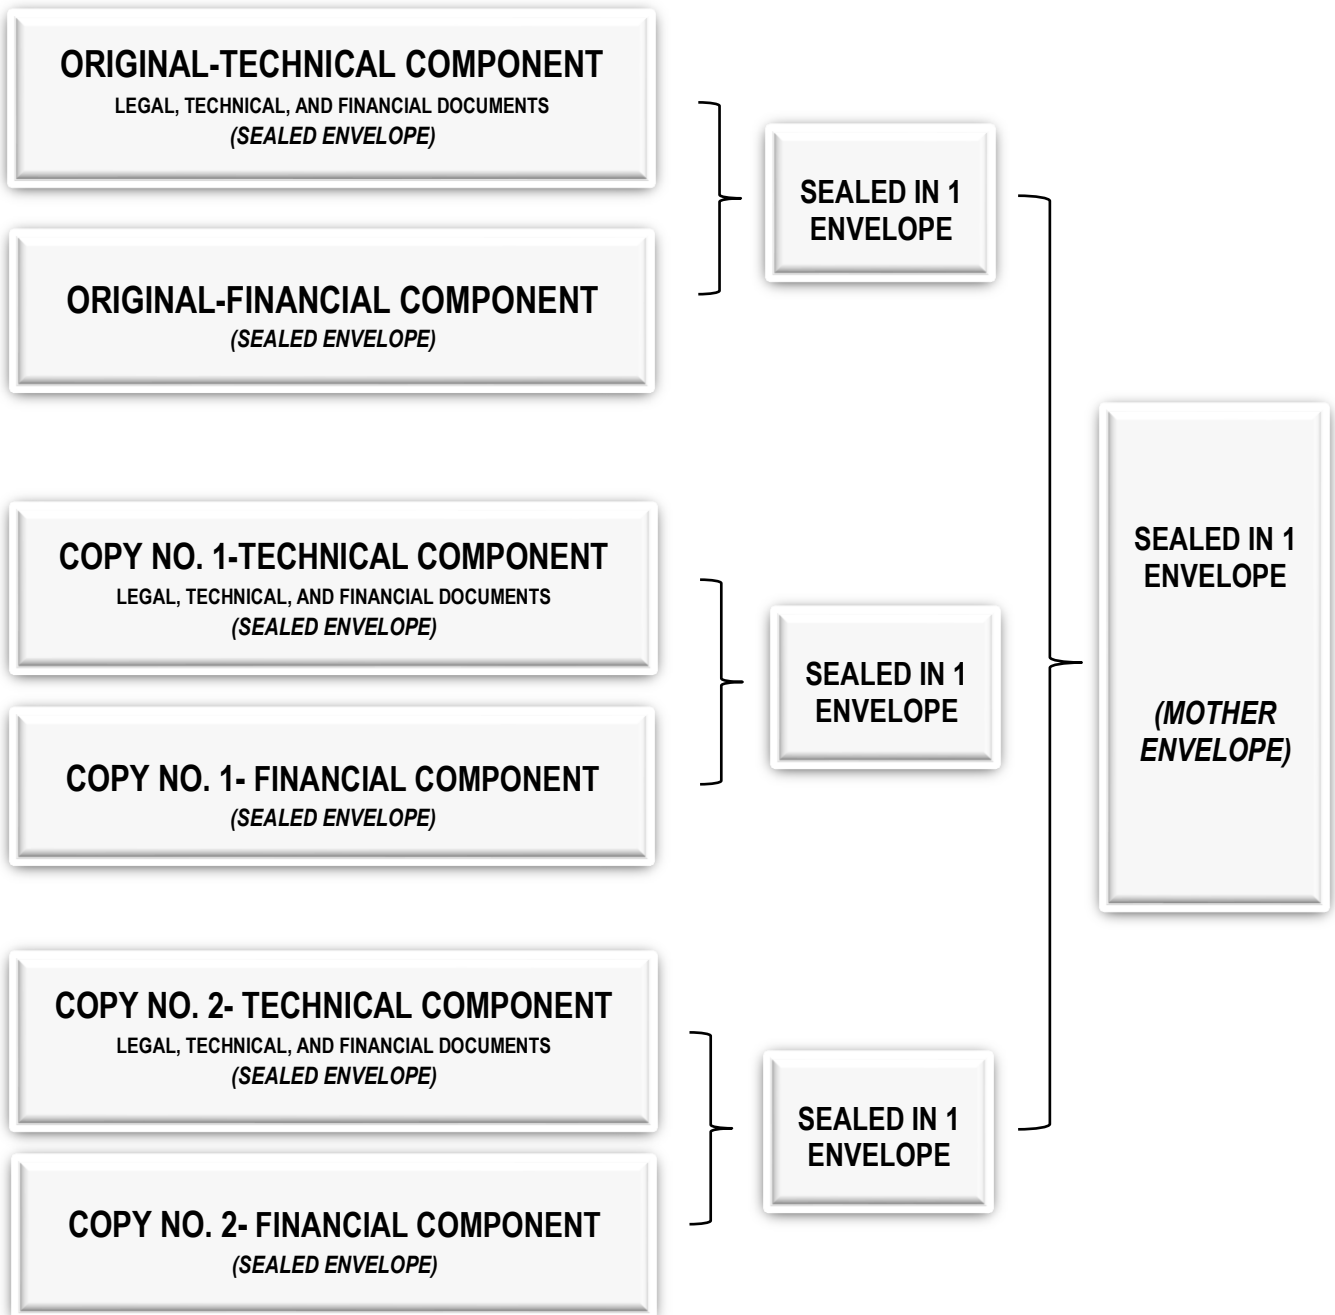 ORIGINAL-TECHNICAL COMPONENT
LEGAL, TECHNICAL, AND FINANCIAL DOCUMENTS
(SEALED ENVELOPE)
ORIGINAL-FINANCIAL COMPONENT
(SEALED ENVELOPE)
SEALED IN 1
ENVELOPE
COPY NO. 1-TECHNICAL COMPONENT
LEGAL, TECHNICAL, AND FINANCIAL DOCUMENTS
(SEALED ENVELOPE)
COPY NO. 1- FINANCIAL COMPONENT
(SEALED ENVELOPE)
SEALED IN 1
ENVELOPE
COPY NO. 2- TECHNICAL COMPONENT
LEGAL, TECHNICAL, AND FINANCIAL DOCUMENTS
(SEALED ENVELOPE)
COPY NO. 2- FINANCIAL COMPONENT
(SEALED ENVELOPE)
SEALED IN 1
ENVELOPE
SEALED IN 1
ENVELOPE
(MOTHER
ENVELOPE)